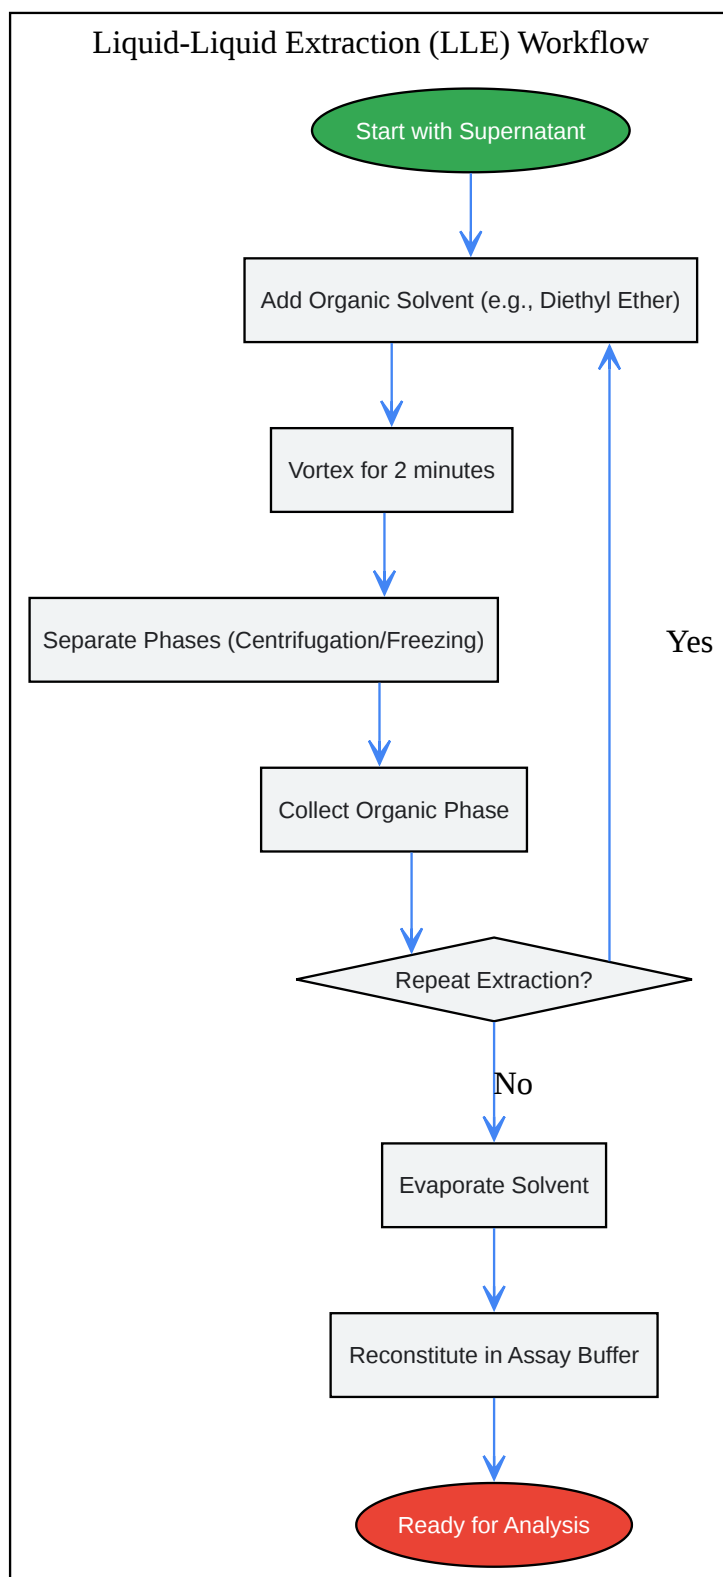 Liquid-Liquid Extraction (LLE) Workflow
Start with Supernatant
Add Organic Solvent (e.g., Diethyl Ether)
Vortex for 2 minutes
Separate Phases (Centrifugation/Freezing)
Yes
Collect Organic Phase
Repeat Extraction?
No
Evaporate Solvent
Reconstitute in Assay Buffer
Ready for Analysis